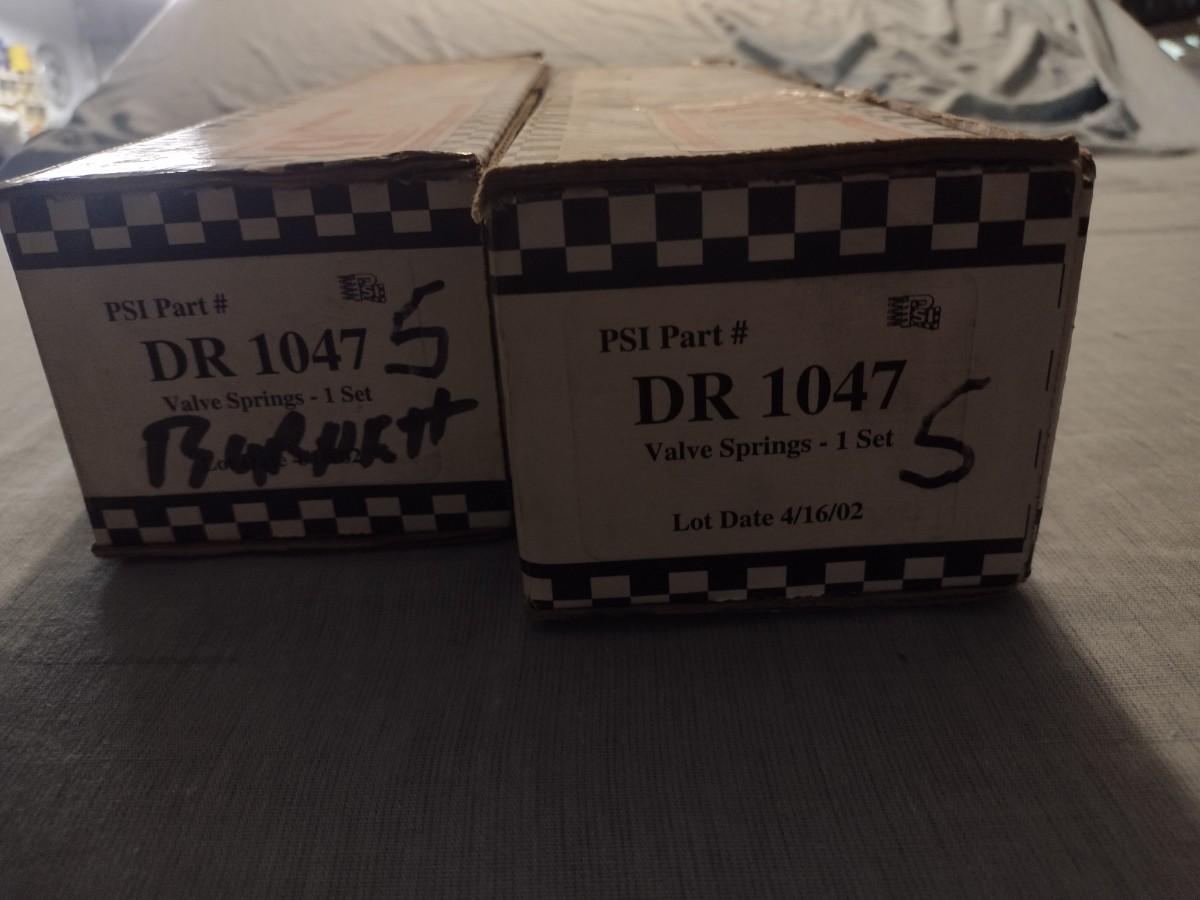 PSI Part #
DR 1047 5
Valve Springs - 1 Set
PSI Part #
DR 1047
Valve Springs - 1 Set 5
Lot Date 4/16/02